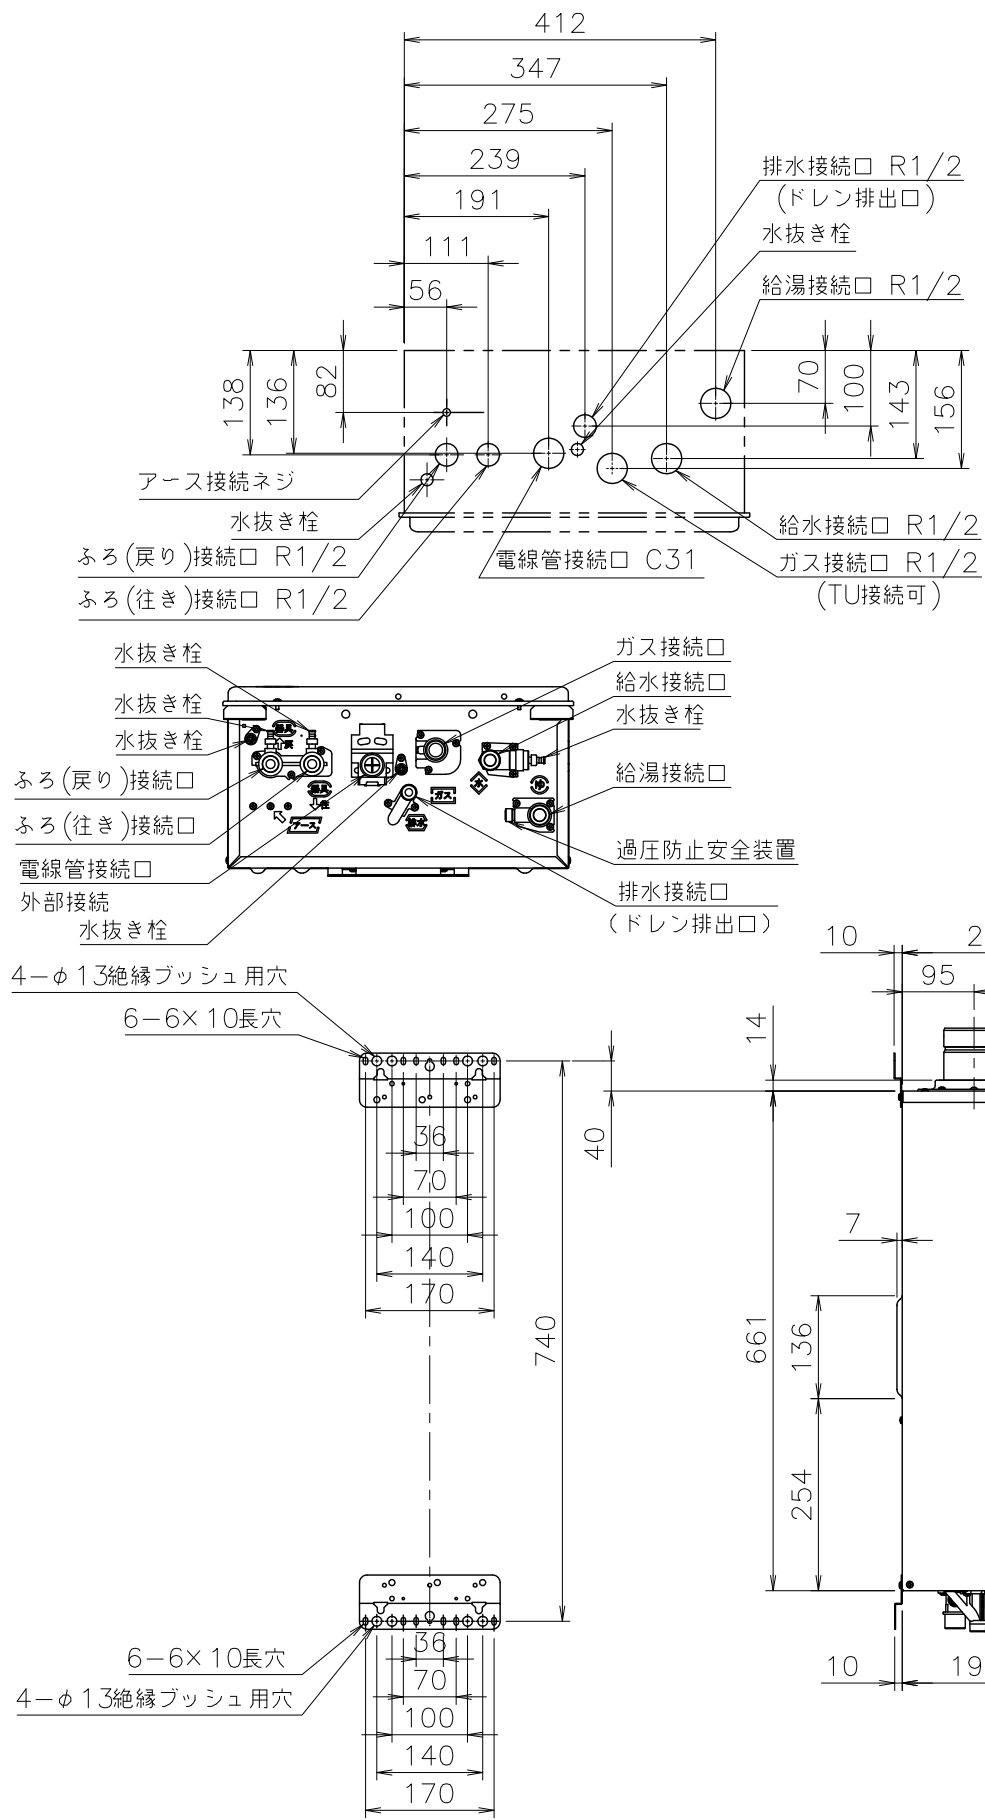 412
347
275
239
191
111
56
排水接続口 R1/2
(ドレン排出口)
水抜き栓
給湯接続口 R1/2
138
136
82
70
100
143
156
アース接続ネジ
水抜き栓
ふろ(戻り)接続口 R1/2
ふろ(往き)接続口 R1/2
電線管接続口 C31
給水接続口 R1/2
ガス接続口 R1/2
(TU接続可)
水抜き栓
水抜き栓
水抜き栓
ふろ(戻り)接続口
ふろ(往き)接続口
電線管接続口
外部接続
水抜き栓
ガス接続口
給水接続口
水抜き栓
給湯接続口
過圧防止安全装置
排水接続口
(ドレン排出口)
戻
往
アース
ガス
水
4-φ13絶縁ブッシュ用穴
6-6×10長穴
36
70
100
140
170
740
40
10
2
95
14
7
661
136
254
10
19
6-6×10長穴
4-φ13絶縁ブッシュ用穴
36
70
100
140
170